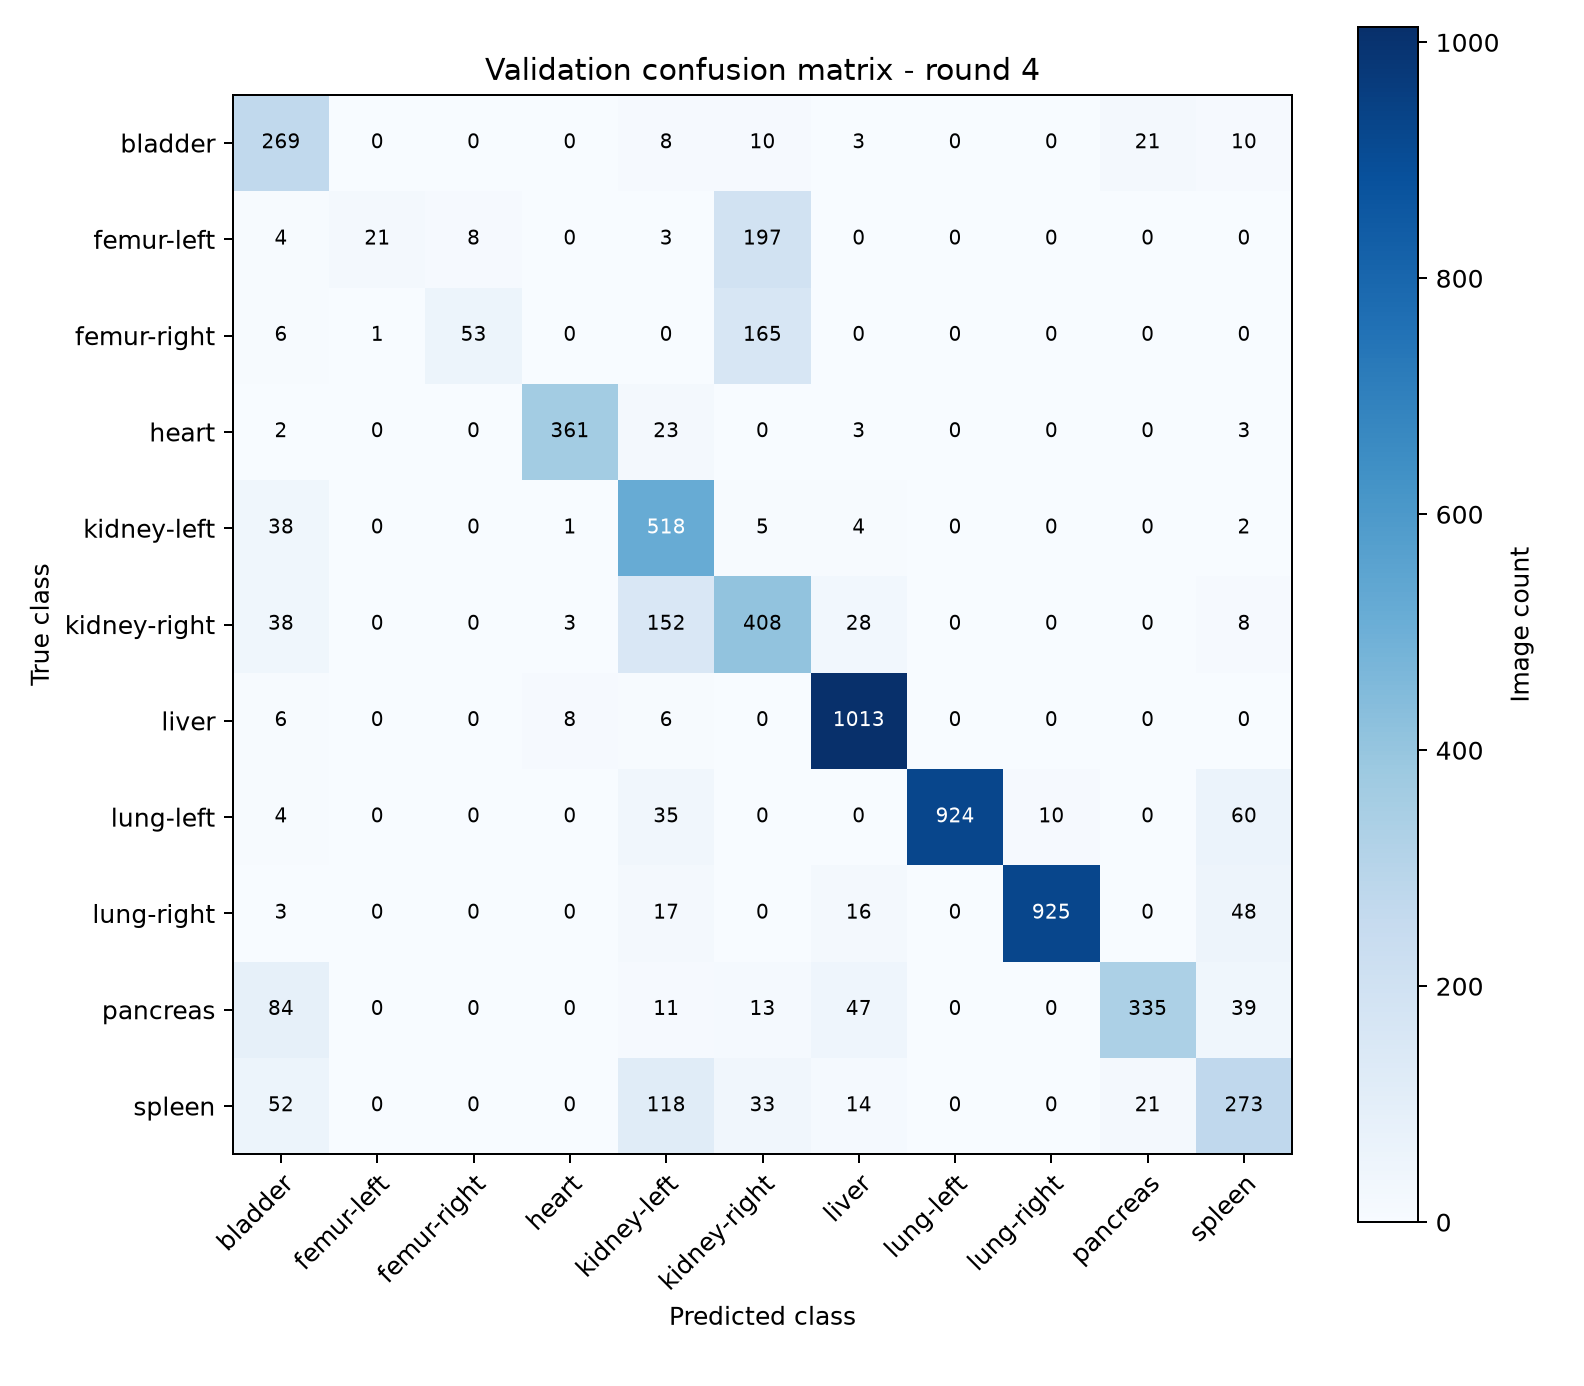 Validation confusion matrix - round 4
True class
bladder 269 0 0 0 8 10 3 0 0 21 10
femur-left 4 21 8 0 3 197 0 0 0 0 0
femur-right 6 1 53 0 0 165 0 0 0 0 0
heart 2 0 0 361 23 0 3 0 0 0 3
kidney-left 38 0 0 1 518 5 4 0 0 0 2
kidney-right 38 0 0 3 152 408 28 0 0 0 8
liver 6 0 0 8 6 0 1013 0 0 0 0
lung-left 4 0 0 0 35 0 0 924 10 0 60
lung-right 3 0 0 0 17 0 16 0 925 0 48
pancreas 84 0 0 0 11 13 47 0 0 335 39
spleen 52 0 0 0 118 33 14 0 0 21 273
bladder femur-left femur-right heart kidney-left kidney-right liver lung-left lung-right pancreas spleen
Predicted class
1000
800
600
400
200
0
Image count